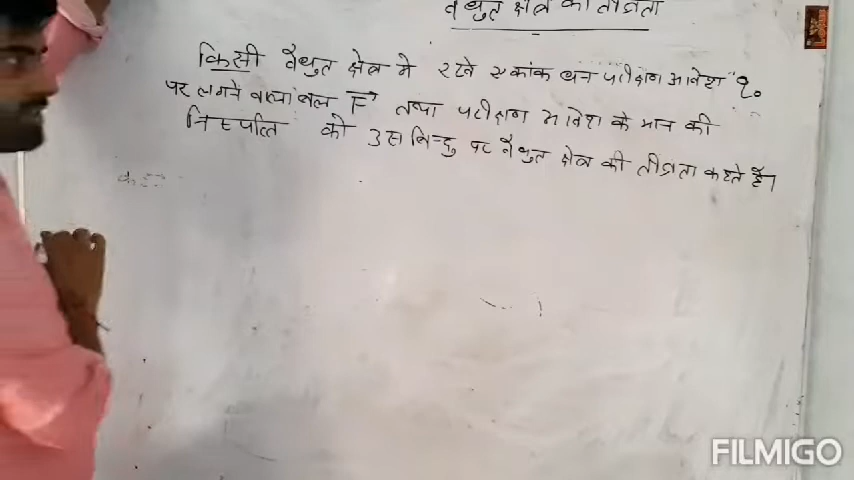 वैधुत क्षेत्र की तीव्रता
किसी वैधुत क्षेत्र मे रखे एकांक धन परीक्षण आवेश q₀
पर लगने वाला बल F⃗ तथा परीक्षण आवेश के मान की
निष्पत्ति को उस बिन्दु पर वैधुत क्षेत्र की तीव्रता कहते है।
FILMIGO